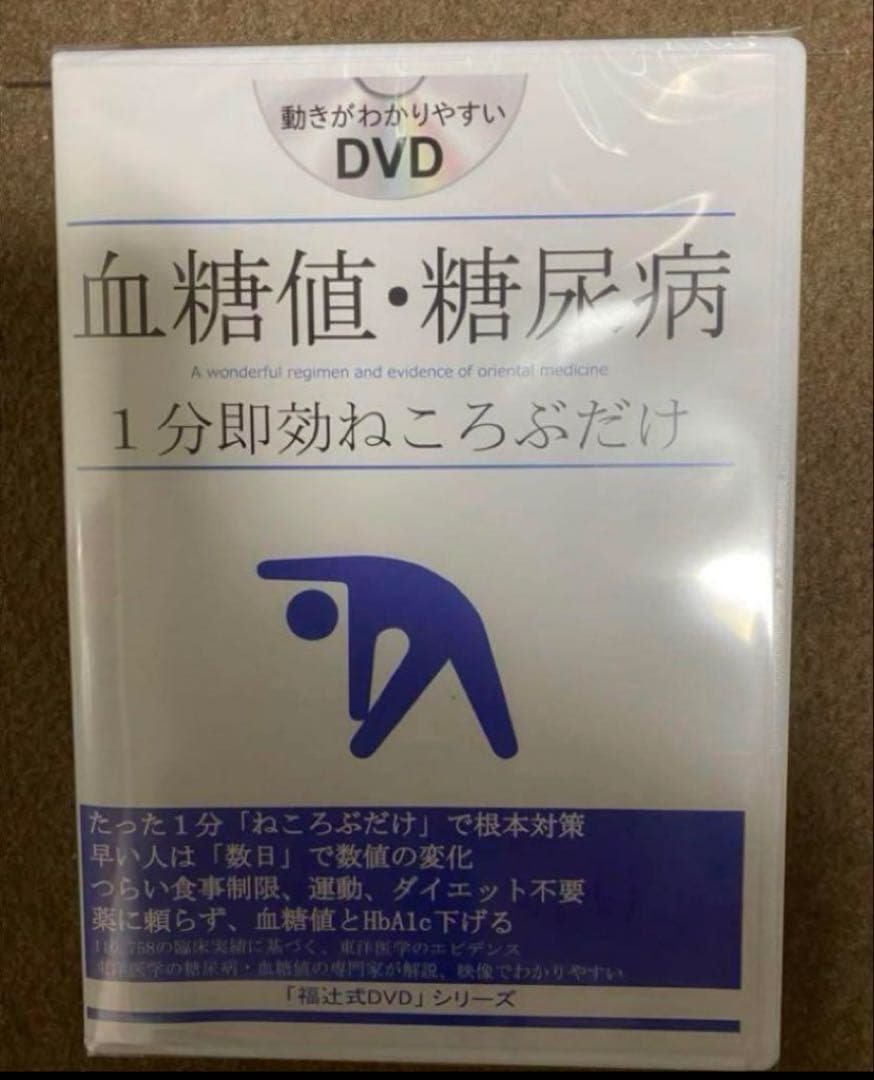 動きがわかりやすい
DVD
血糖値・糖尿病
A wonderful regimen and evidence of oriental medicine
1分即効ねころぶだけ
たった1分「ねころぶだけ」で根本対策
早い人は「数日」で数値の変化
つらい食事制限、運動、ダイエット不要
薬に頼らず、血糖値とHbA1c下げる
の臨床実績に基づく、東洋医学のエビデンス
東洋医学の糖尿病・血糖値の専門家が解説、映像でわかりやすい
「福辻式DVD」シリーズ